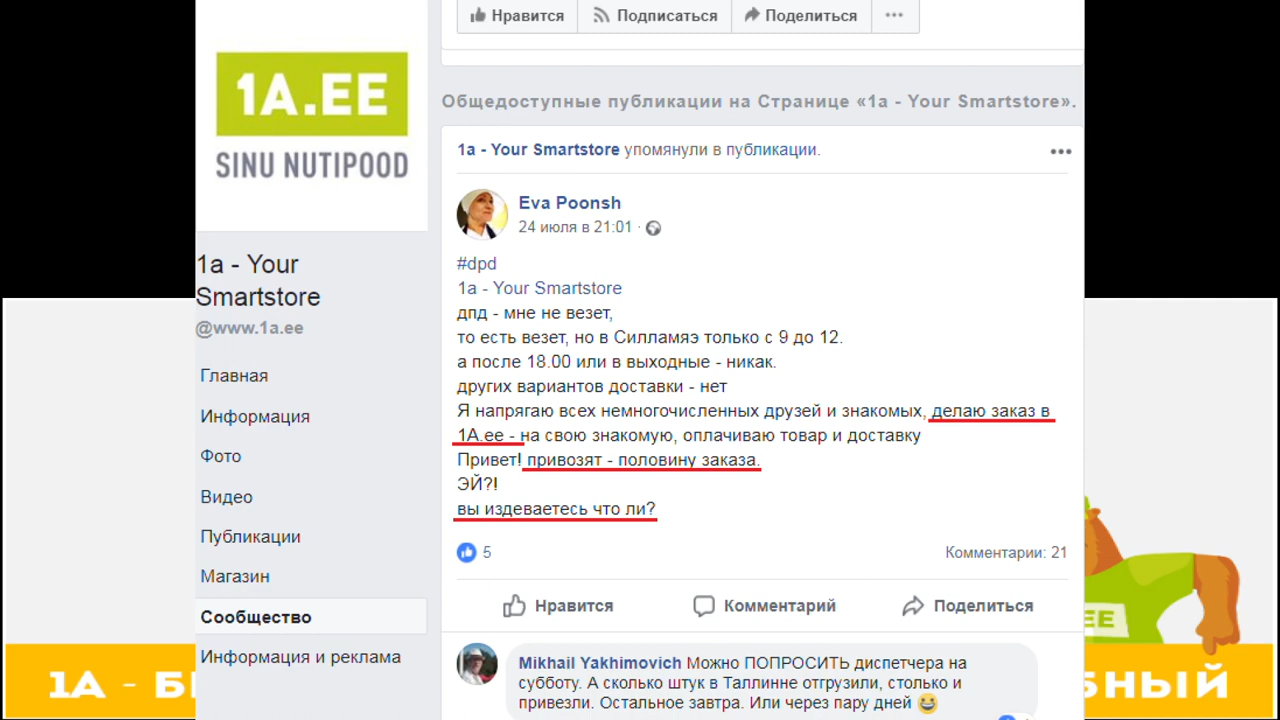 Нравится
Подписаться
Поделиться
1A.EE
SINU NUTIPOOD
1a - Your
Smartstore
@www.1a.ee
Главная
Информация
Фото
Видео
Публикации
Магазин
Сообщество
Информация и реклама
Общедоступные публикации на Странице «1a - Your Smartstore».
1a - Your Smartstore упомянули в публикации.
Eva Poonsh
24 июля в 21:01 ·
#dpd
1a - Your Smartstore
дпд - мне не везет,
то есть везет, но в Силламяэ только с 9 до 12.
а после 18.00 или в выходные - никак.
других вариантов доставки - нет
Я напрягаю всех немногочисленных друзей и знакомых, делаю заказ в
1А.ее - на свою знакомую, оплачиваю товар и доставку
Привет! привозят - половину заказа.
ЭЙ?!
вы издеваетесь что ли?
5
Комментарии: 21
Нравится
Комментарий
Поделиться
Mikhail Yakhimovich Можно ПОПРОСИТЬ диспетчера на
субботу. А сколько штук в Таллинне отгрузили, столько и
привезли. Остальное завтра. Или через пару дней 😄
EE
1А -